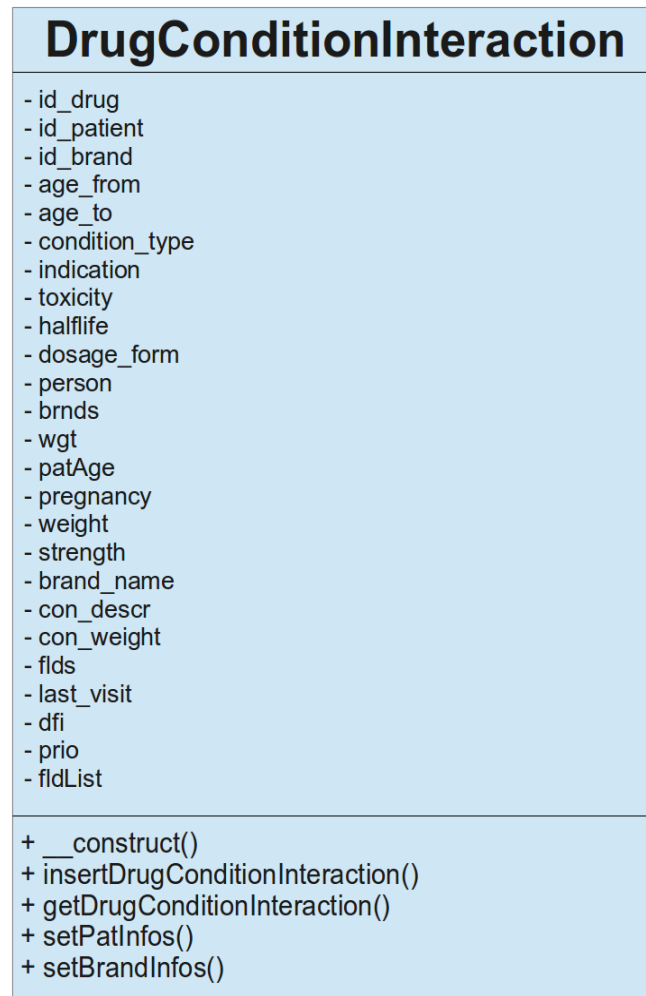 DrugConditionInteraction
- id_drug
- id_patient
- id_brand
- age_from
- age_to
- condition_type
- indication
- toxicity
- halflife
- dosage_form
- person
- brnds
- wgt
- patAge
- pregnancy
- weight
- strength
- brand_name
- con_descr
- con_weight
- flds
- last_visit
- dfi
- prio
- fldList
+ __construct()
+ insertDrugConditionInteraction()
+ getDrugConditionInteraction()
+ setPatInfos()
+ setBrandInfos()